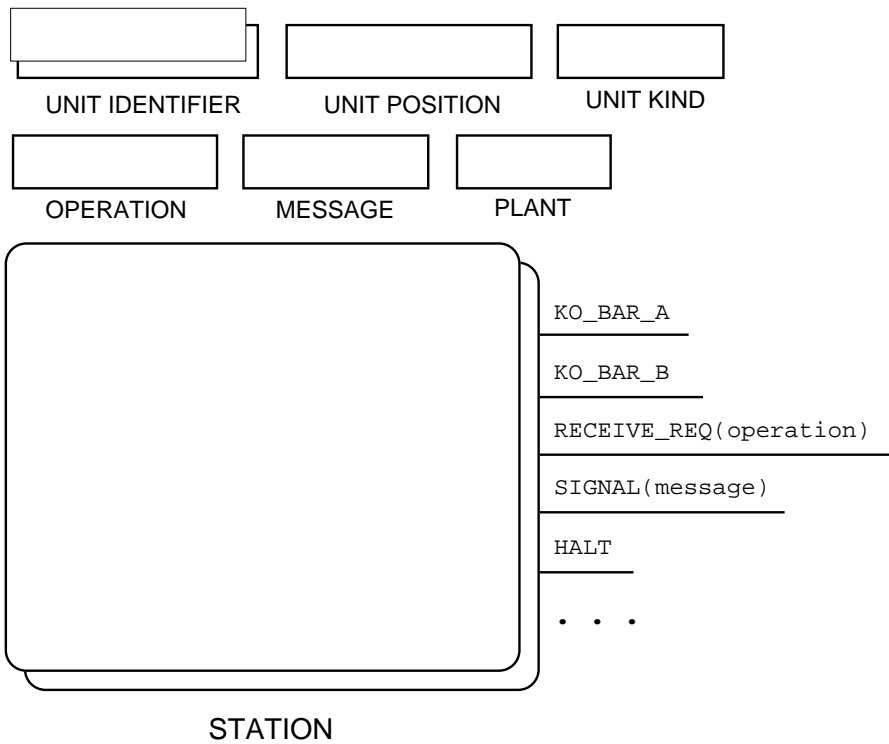 UNIT IDENTIFIER UNIT POSITION UNIT KIND
OPERATION MESSAGE PLANT
KO_BAR_A
KO_BAR_B
RECEIVE_REQ(operation)
SIGNAL(message)
HALT
. . .
STATION